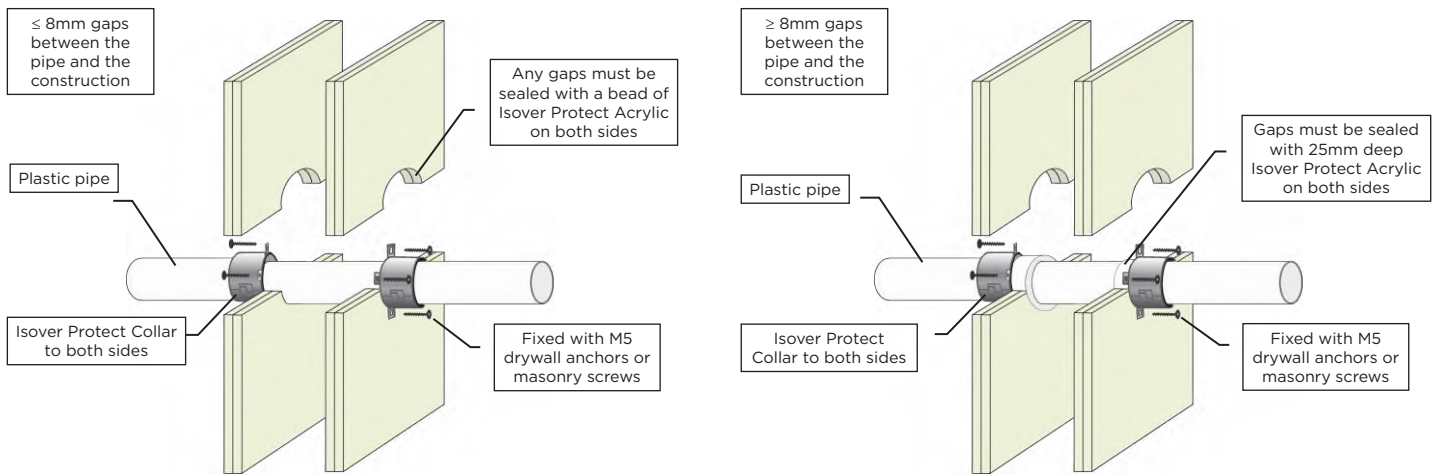 ≤ 8mm gaps
between the
pipe and the
construction
Any gaps must be
sealed with a bead of
Isover Protect Acrylic
on both sides
Plastic pipe
Isover Protect Collar
to both sides
Fixed with M5
drywall anchors or
masonry screws
≥ 8mm gaps
between the
pipe and the
construction
Gaps must be sealed
with 25mm deep
Isover Protect Acrylic
on both sides
Plastic pipe
Isover Protect
Collar to both sides
Fixed with M5
drywall anchors or
masonry screws